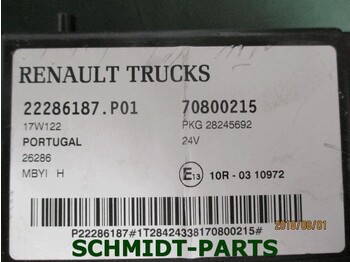 RENAULT TRUCKS
22286187.P01 70800215
17W122 PKG 28245692
PORTUGAL 24V
26286
MBYI H E13 10R - 03 10972
P22286187#1T28424338170800215#
2018/08/01
SCHMIDT-PARTS